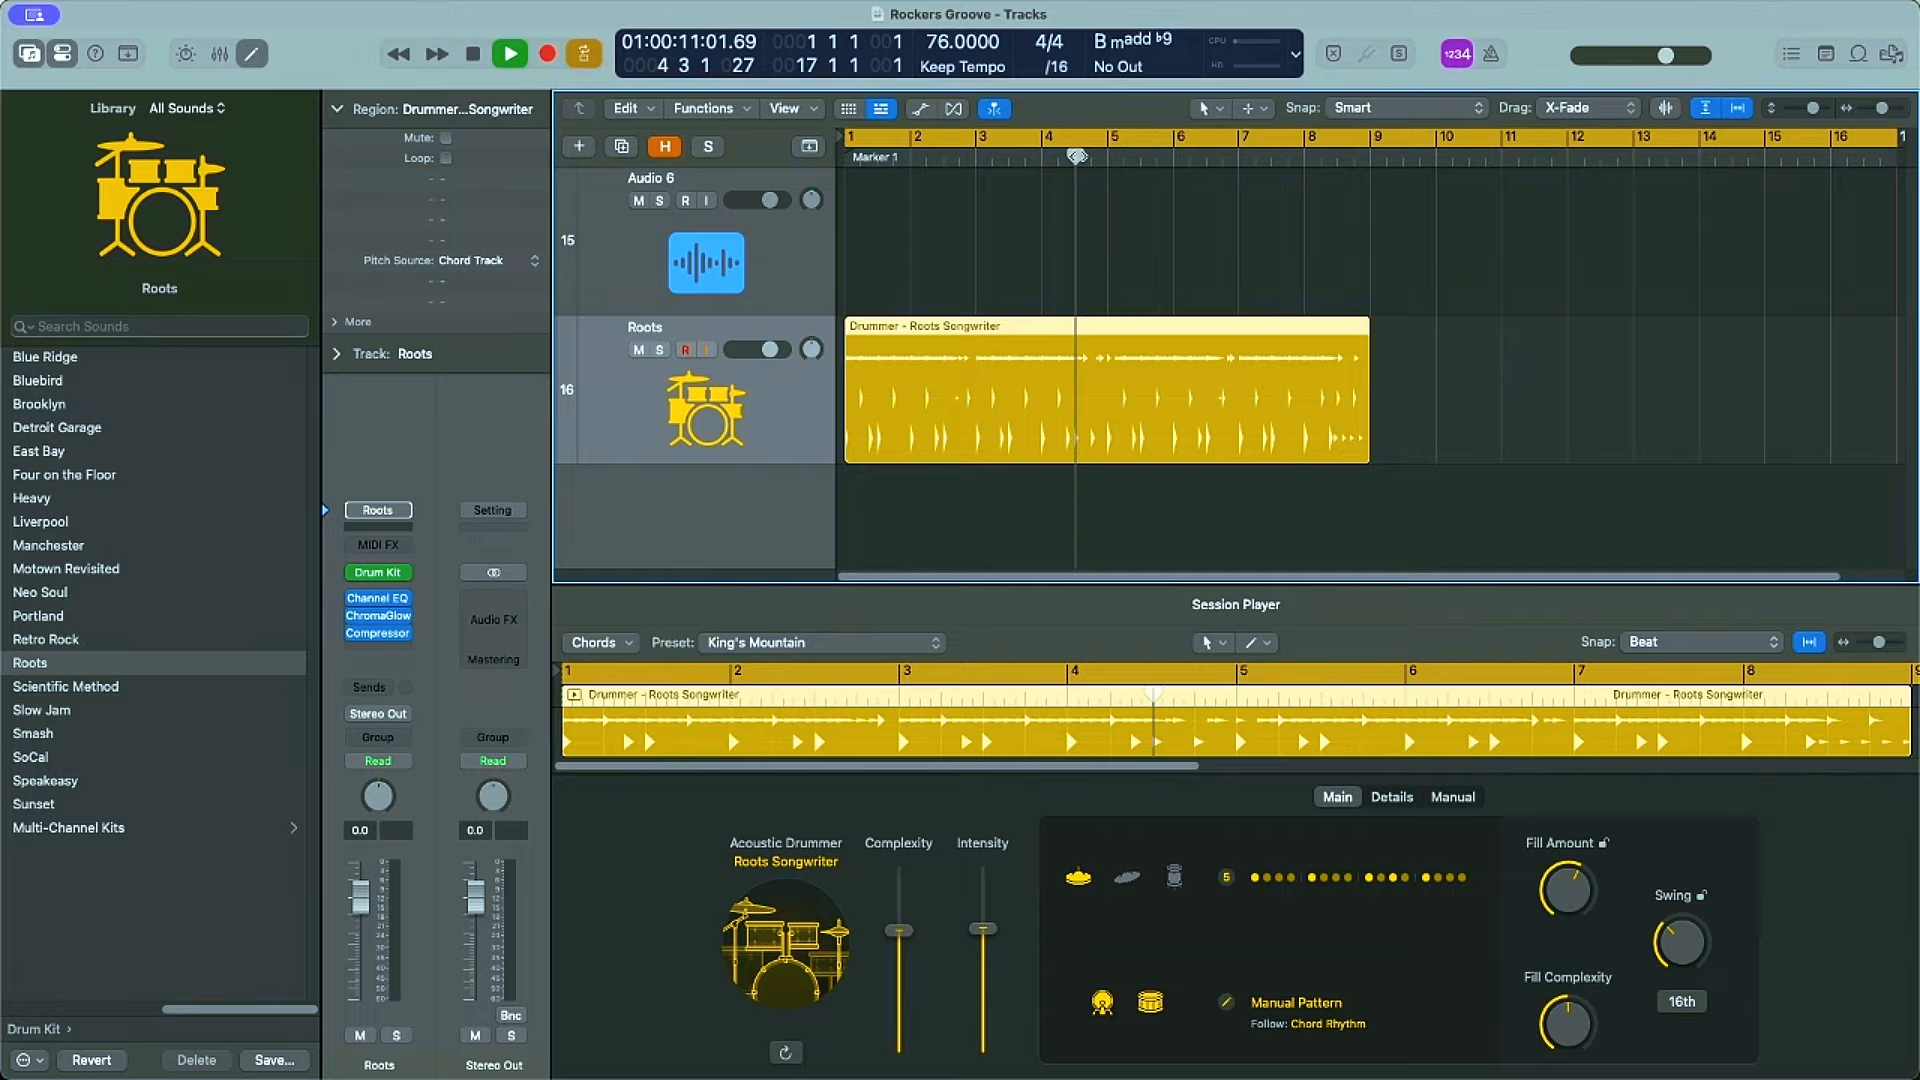 Rockers Groove - Tracks
01:00:11:01.69
0001 1 1 001
76.0000
4/4
B madd ♭9
CPU
0004 3 1 027
0017 1 1 001
Keep Tempo
/16
No Out
HD
1234
Library All Sounds
Roots
Search Sounds
Blue Ridge
Bluebird
Brooklyn
Detroit Garage
East Bay
Four on the Floor
Heavy
Liverpool
Manchester
Motown Revisited
Neo Soul
Portland
Retro Rock
Roots
Scientific Method
Slow Jam
Smash
SoCal
Speakeasy
Sunset
Multi-Channel Kits
Drum Kit
Revert
Delete
Save...
Region: Drummer...Songwriter
Mute:
Loop:
Pitch Source: Chord Track
More
Track: Roots
Roots
Setting
MIDI FX
Drum Kit
Channel EQ
ChromaGlow
Compressor
Audio FX
Mastering
Sends
Stereo Out
Group
Group
Read
Read
0.0
0.0
Bnc
M S
M S
Roots
Stereo Out
Edit
Functions
View
Snap: Smart
Drag: X-Fade
H
S
1 2 3 4 5 6 7 8 9 10 11 12 13 14 15 16 1
Marker 1
15
Audio 6
M S R I
16
Roots
M S R I
Drummer - Roots Songwriter
Session Player
Chords
Preset: King's Mountain
Snap: Beat
1 2 3 4 5 6 7 8 9
Drummer - Roots Songwriter
Drummer - Roots Songwriter
Main
Details
Manual
Acoustic Drummer
Roots Songwriter
Complexity
Intensity
5
Manual Pattern
Follow: Chord Rhythm
Fill Amount
Swing
Fill Complexity
16th